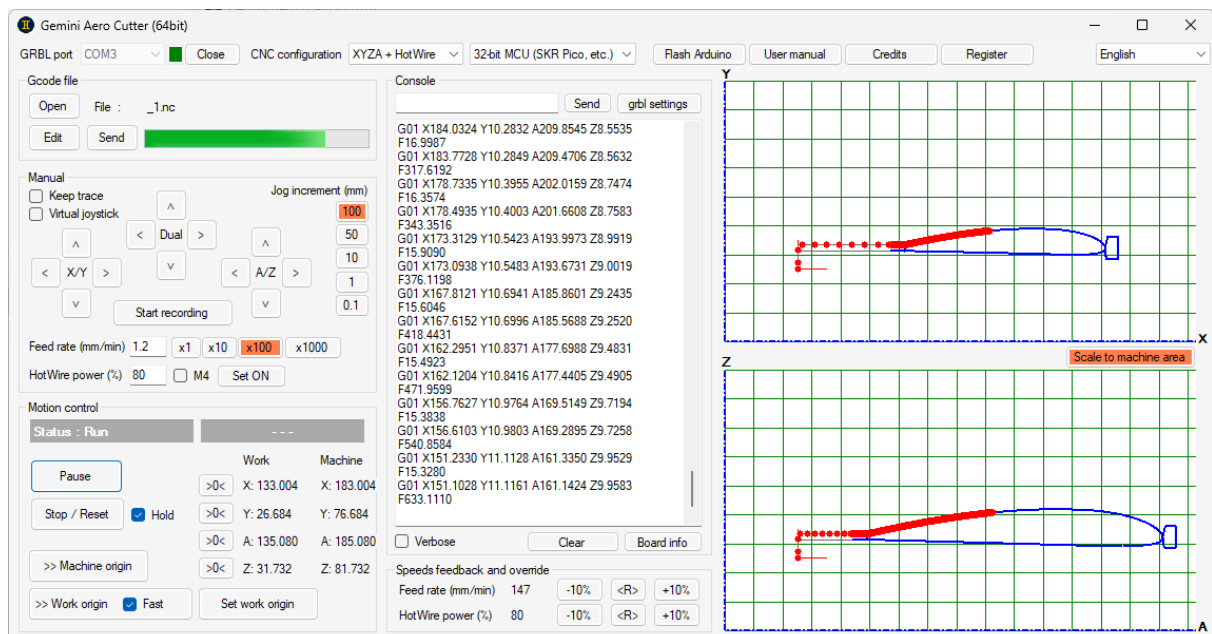 Gemini Aero Cutter (64bit)
GRBL port COM3 Close CNC configuration XYZA + HotWire 32-bit MCU (SKR Pico, etc.) Flash Arduino User manual Credits Register English
Gcode file
Open File : _1.nc
Edit Send
Manual
Keep trace
Virtual joystick
Jog increment (mm)
100
50
10
1
0.1
< Dual >
< X/Y >
< A/Z >
Start recording
Feed rate (mm/min) 1.2 x1 x10 x100 x1000
HotWire power (%) 80 M4 Set ON
Motion control
Status : Run - - -
Work Machine
Pause
>0< X: 133.004 X: 183.004
Stop / Reset Hold >0< Y: 26.684 Y: 76.684
>0< A: 135.080 A: 185.080
>> Machine origin >0< Z: 31.732 Z: 81.732
>> Work origin Fast Set work origin
Console
Send grbl settings
G01 X184.0324 Y10.2832 A209.8545 Z8.5535
F16.9987
G01 X183.7728 Y10.2849 A209.4706 Z8.5632
F317.6192
G01 X178.7335 Y10.3955 A202.0159 Z8.7474
F16.3574
G01 X178.4935 Y10.4003 A201.6608 Z8.7583
F343.3516
G01 X173.3129 Y10.5423 A193.9973 Z8.9919
F15.9090
G01 X173.0938 Y10.5483 A193.6731 Z9.0019
F376.1198
G01 X167.8121 Y10.6941 A185.8601 Z9.2435
F15.6046
G01 X167.6152 Y10.6996 A185.5688 Z9.2520
F418.4431
G01 X162.2951 Y10.8371 A177.6988 Z9.4831
F15.4923
G01 X162.1204 Y10.8416 A177.4405 Z9.4905
F471.9599
G01 X156.7627 Y10.9764 A169.5149 Z9.7194
F15.3838
G01 X156.6103 Y10.9803 A169.2895 Z9.7258
F540.8584
G01 X151.2330 Y11.1128 A161.3350 Z9.9529
F15.3280
G01 X151.1028 Y11.1161 A161.1424 Z9.9583
F633.1110
Verbose Clear Board info
Speeds feedback and override
Feed rate (mm/min) 147 -10% <R> +10%
HotWire power (%) 80 -10% <R> +10%
Y
X
Scale to machine area
Z
A